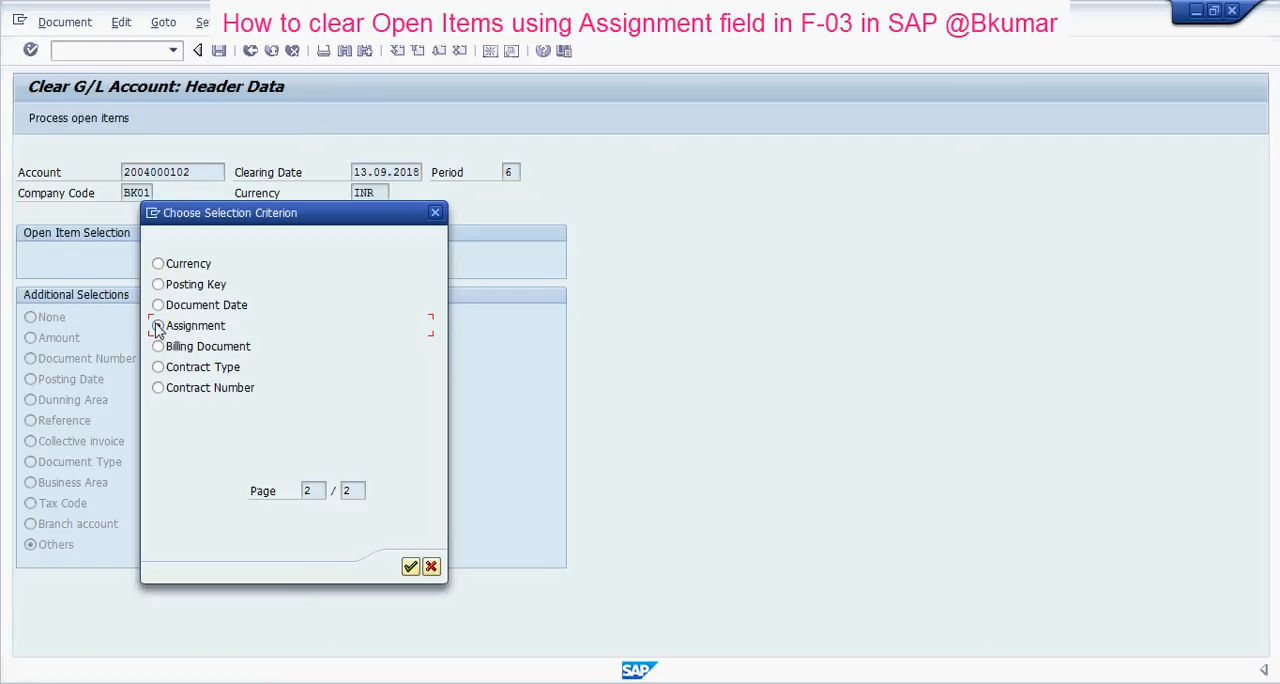 Document Edit Goto Se
How to clear Open Items using Assignment field in F-03 in SAP @Bkumar
Clear G/L Account: Header Data
Process open items
Account 2004000102 Clearing Date 13.09.2018 Period 6
Company Code BK01 Currency INR
Choose Selection Criterion
Open Item Selection
Currency
Posting Key
Document Date
Assignment
Billing Document
Contract Type
Contract Number
Page 2 / 2
Additional Selections
None
Amount
Document Number
Posting Date
Dunning Area
Reference
Collective invoice
Document Type
Business Area
Tax Code
Branch account
Others
SAP